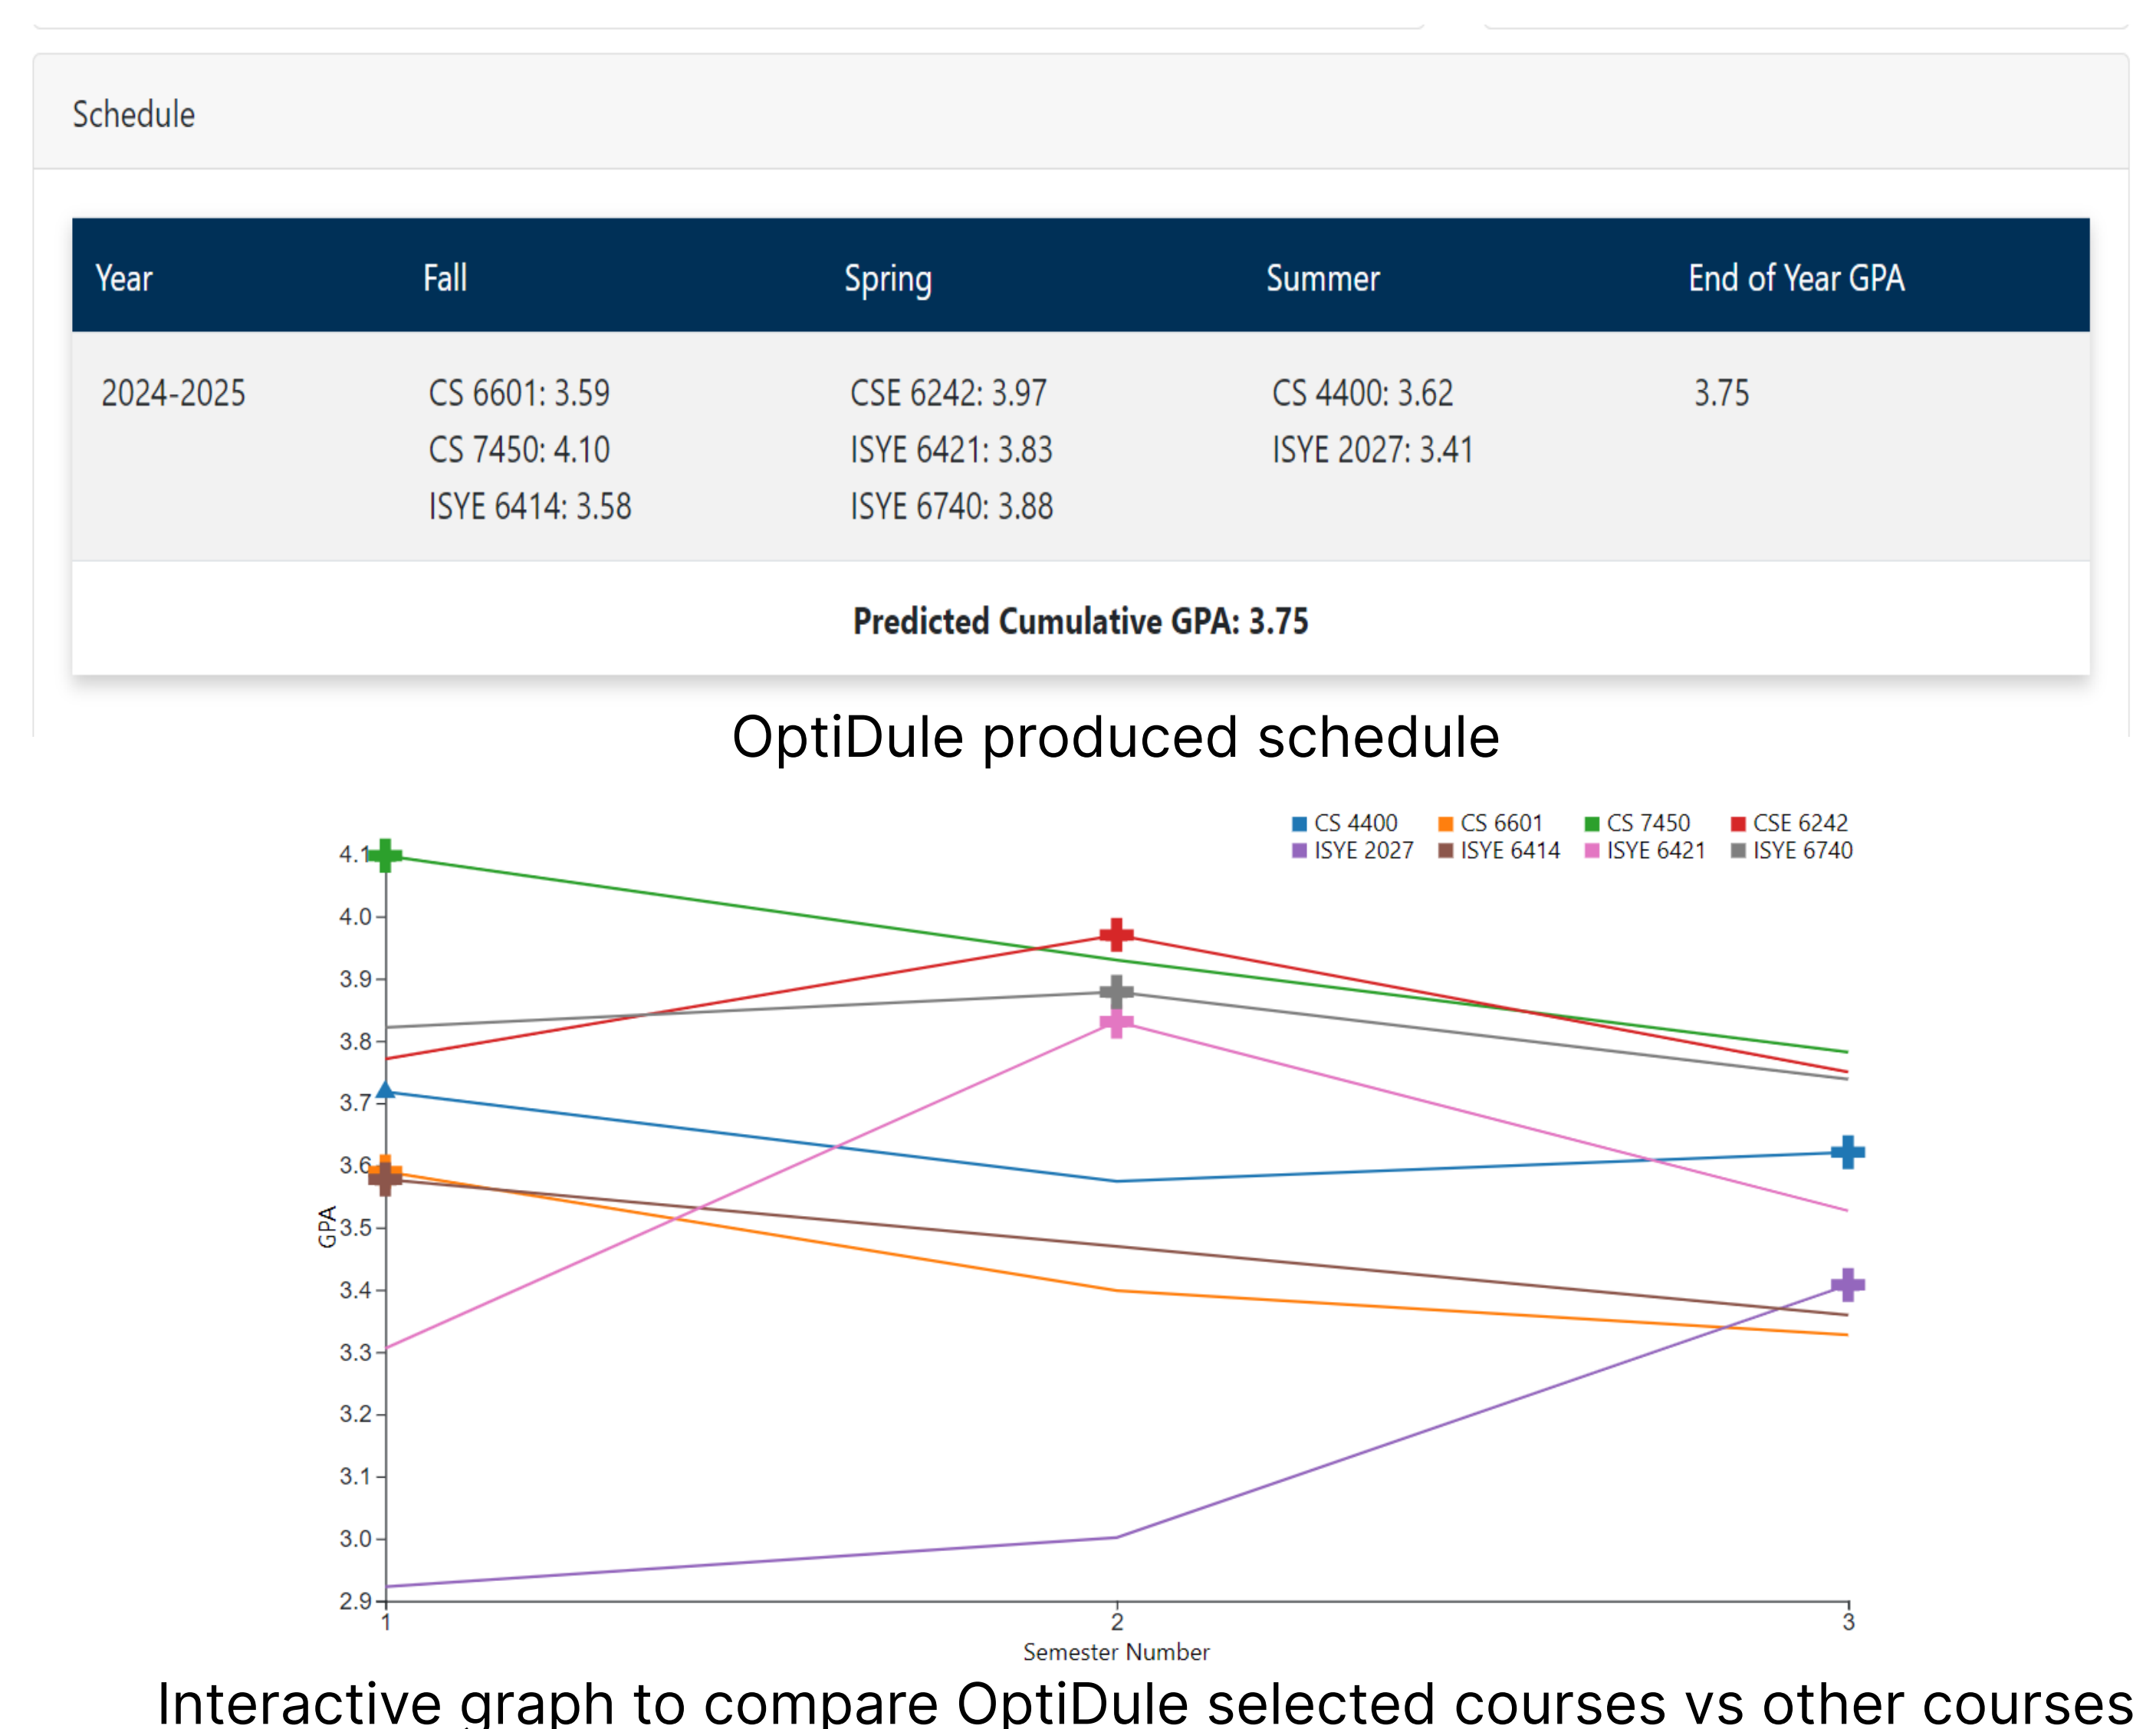 Schedule
Year Fall Spring Summer End of Year GPA
2024-2025 CS 6601: 3.59 CSE 6242: 3.97 CS 4400: 3.62 3.75
CS 7450: 4.10 ISYE 6421: 3.83 ISYE 2027: 3.41
ISYE 6414: 3.58 ISYE 6740: 3.88
Predicted Cumulative GPA: 3.75
OptiDule produced schedule
CS 4400 CS 6601 CS 7450 CSE 6242
ISYE 2027 ISYE 6414 ISYE 6421 ISYE 6740
4.1
4.0
3.9
3.8
3.7
3.6
3.5
3.4
3.3
3.2
3.1
3.0
2.9
GPA
1 2 3
Semester Number
Interactive graph to compare OptiDule selected courses vs other courses